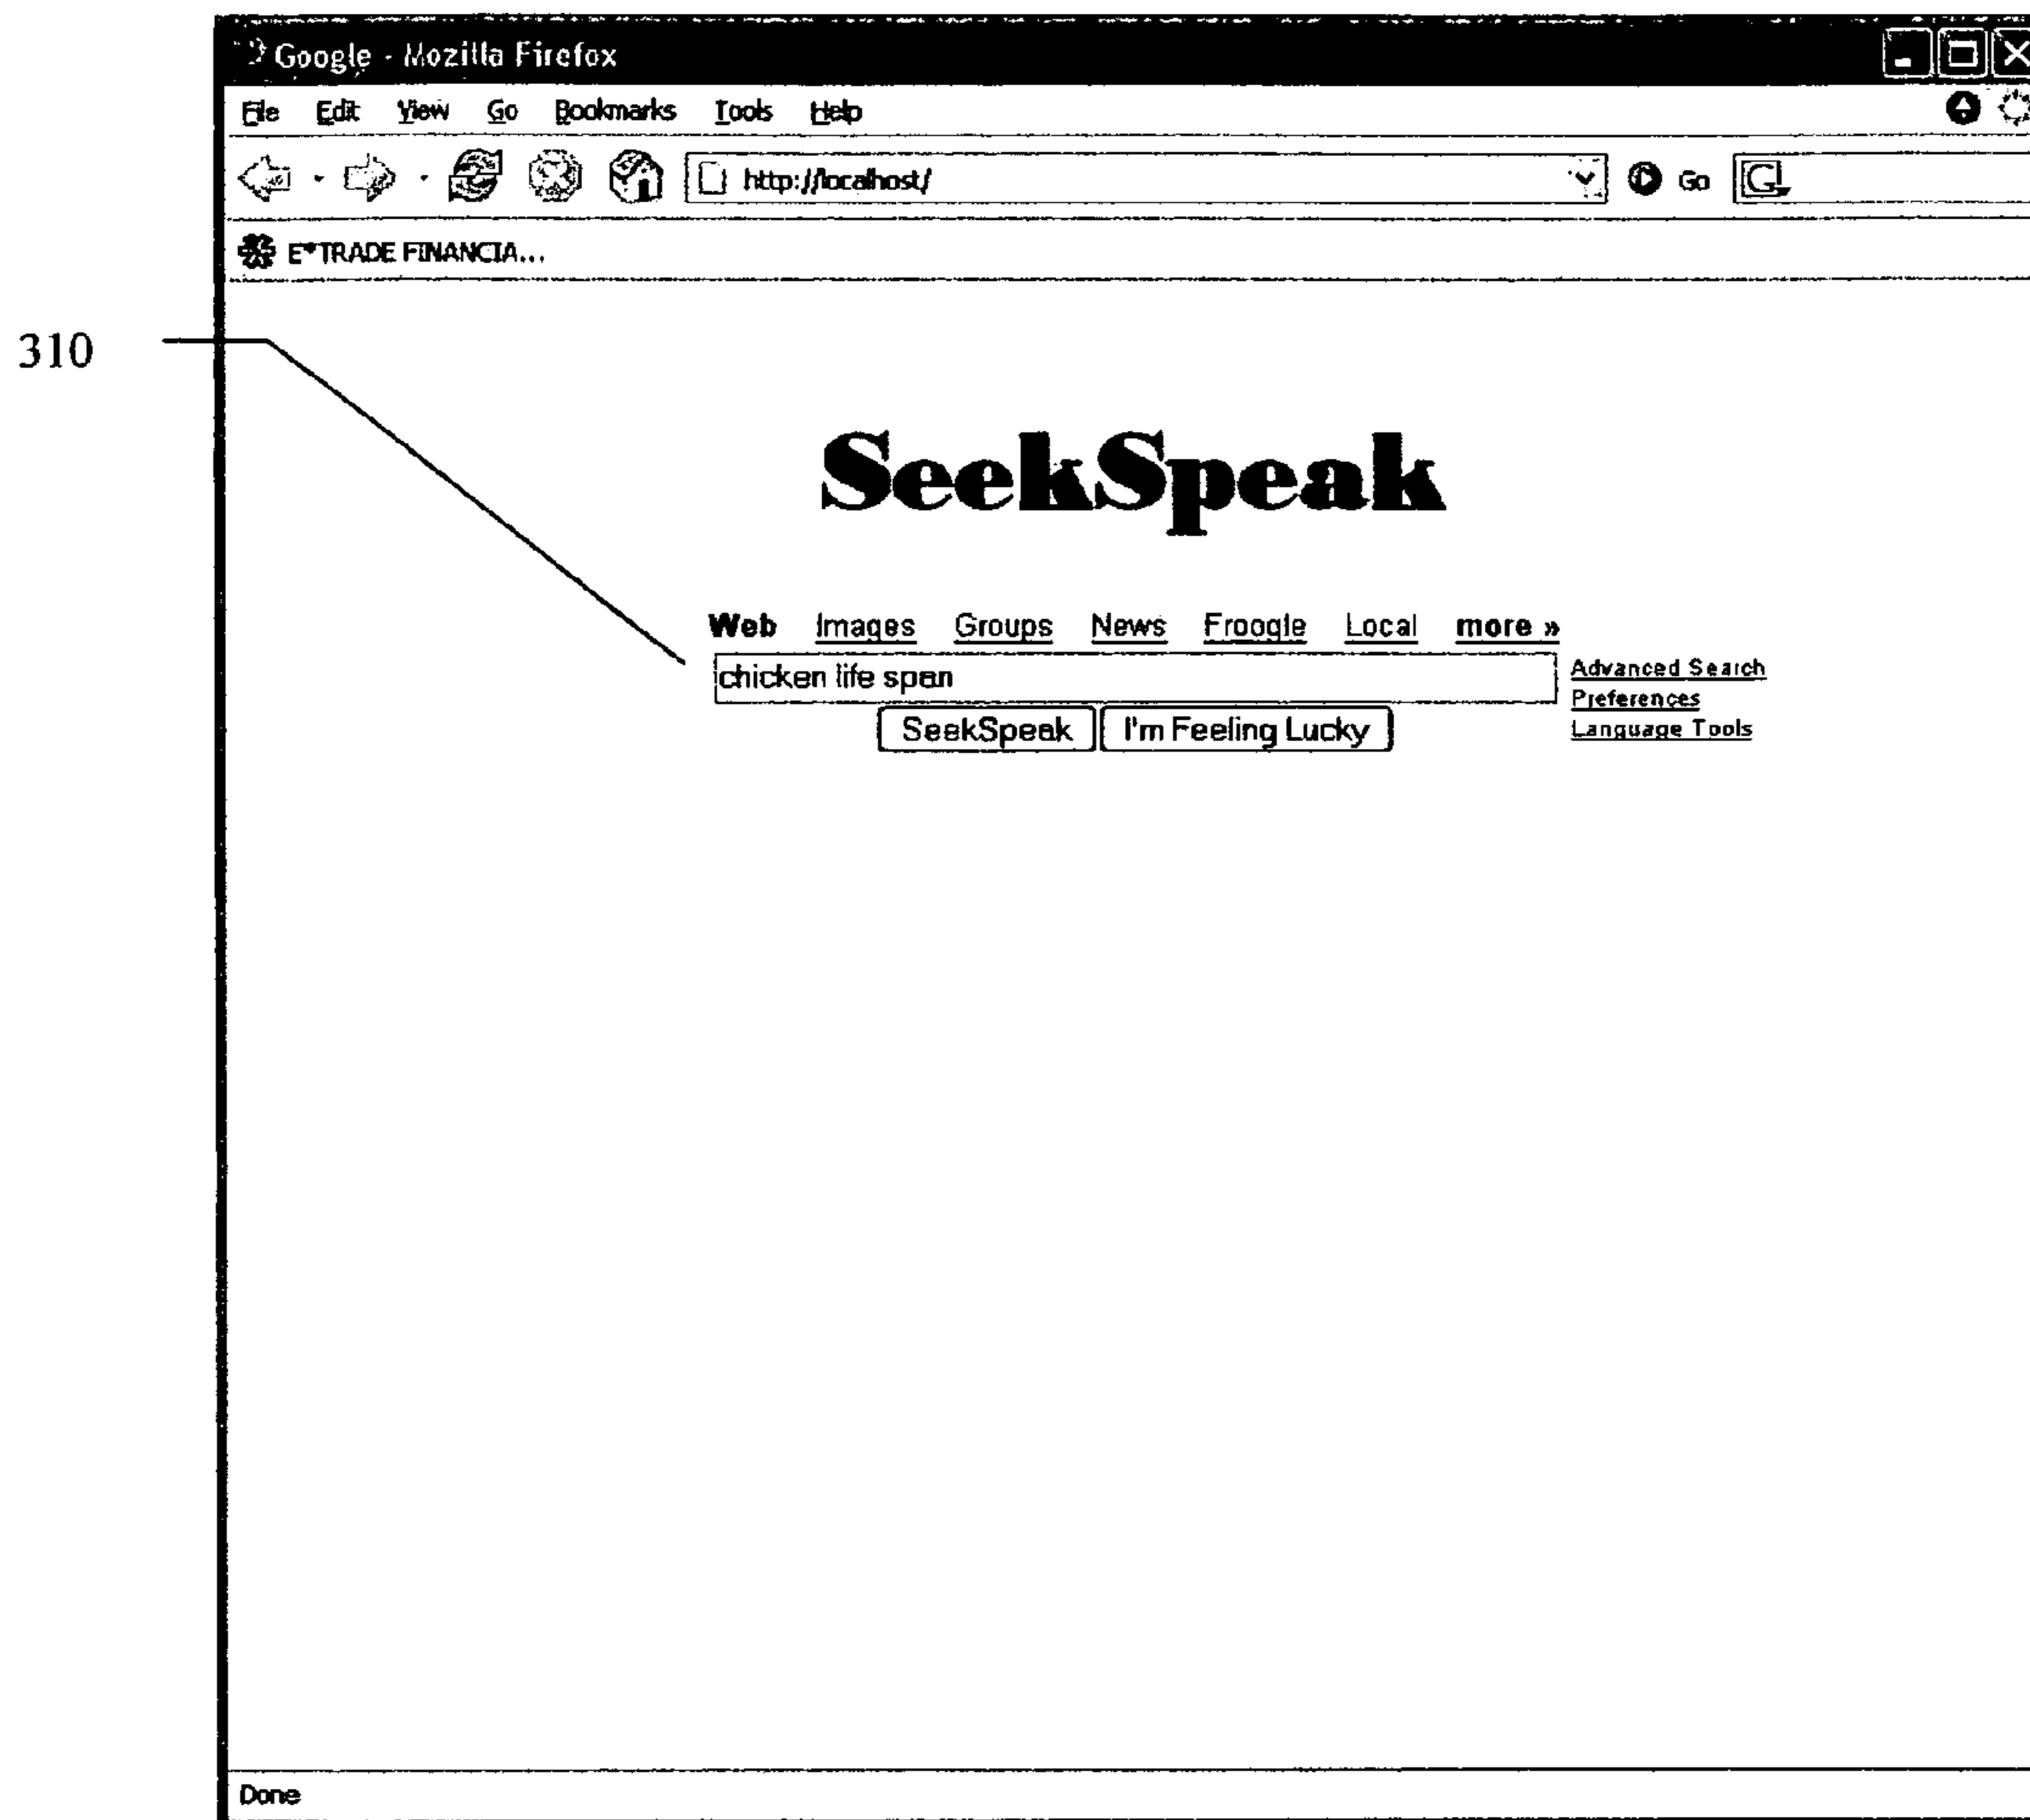 Google - Mozilla Firefox
File Edit View Go Bookmarks Tools Help
http://localhost/ Go G
E*TRADE FINANCIA...
310
SeekSpeak
Web Images Groups News Froogle Local more »
chicken life span Advanced Search
Preferences
SeekSpeak I'm Feeling Lucky Language Tools
Done